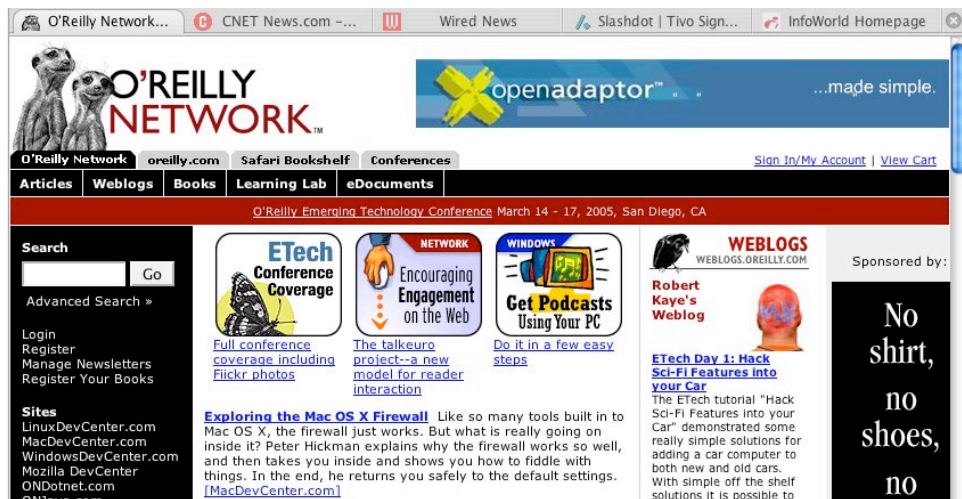 O'Reilly Network...
CNET News.com –...
Wired News
Slashdot | Tivo Sign...
InfoWorld Homepage
O'REILLY
NETWORK™
openadaptor™
...made simple.
O'Reilly Network
oreilly.com
Safari Bookshelf
Conferences
Sign In/My Account | View Cart
Articles
Weblogs
Books
Learning Lab
eDocuments
O'Reilly Emerging Technology Conference March 14 - 17, 2005, San Diego, CA
Search
Go
Advanced Search »
Login
Register
Manage Newsletters
Register Your Books
Sites
LinuxDevCenter.com
MacDevCenter.com
WindowsDevCenter.com
Mozilla DevCenter
ONDotnet.com
ONJava.com
ETech
Conference
Coverage
Full conference
coverage including
Flickr photos
NETWORK
Encouraging
Engagement
on the Web
The talkeuro
project--a new
model for reader
interaction
WINDOWS
Get Podcasts
Using Your PC
Do it in a few easy
steps
Exploring the Mac OS X Firewall Like so many tools built in to
Mac OS X, the firewall just works. But what is really going on
inside it? Peter Hickman explains why the firewall works so well,
and then takes you inside and shows you how to fiddle with
things. In the end, he returns you safely to the default settings.
[MacDevCenter.com]
WEBLOGS
WEBLOGS.OREILLY.COM
Robert
Kaye's
Weblog
ETech Day 1: Hack
Sci-Fi Features into
your Car
The ETech tutorial "Hack
Sci-Fi Features into your
Car" demonstrated some
really simple solutions for
adding a car computer to
both new and old cars.
With simple off the shelf
solutions it is possible to
Sponsored by:
No
shirt,
no
shoes,
no